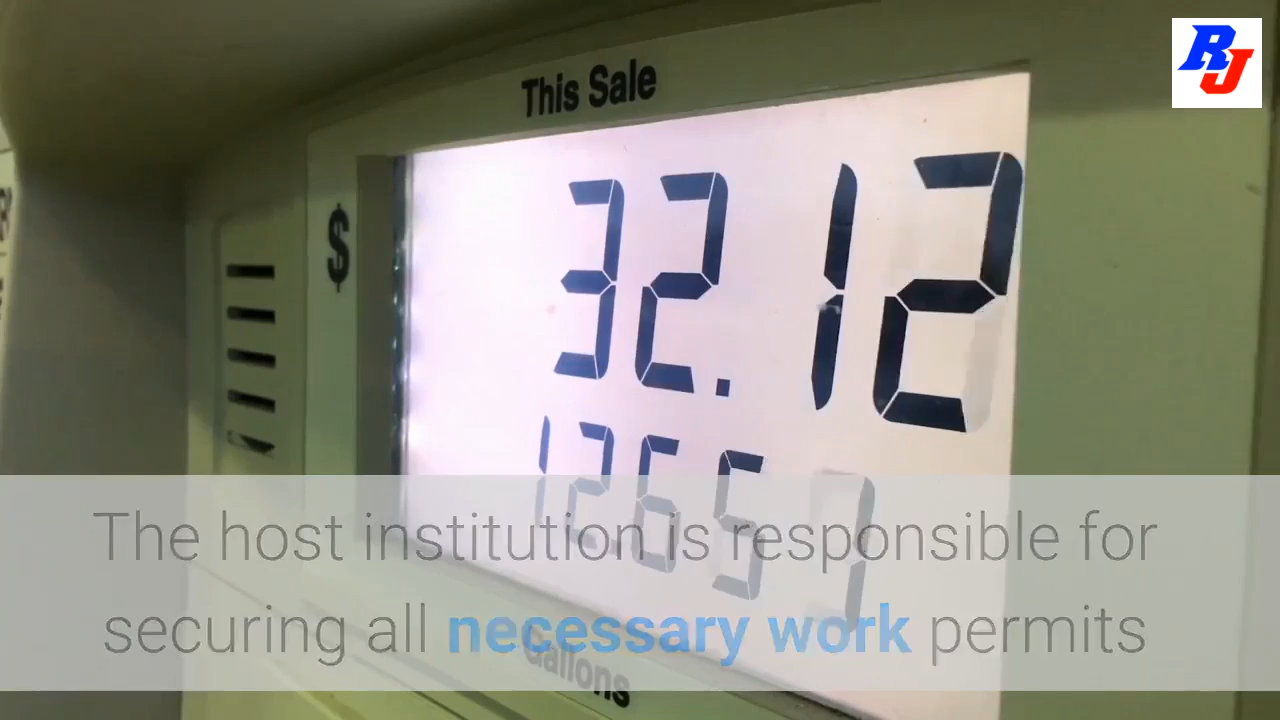 RJ
This Sale
$
32.12
The host institution is responsible for
securing all necessary work permits
Gallons